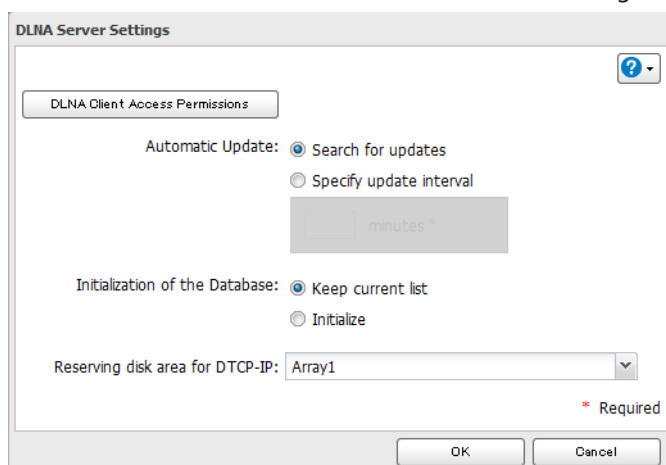 DLNA Server Settings
?
DLNA Client Access Permissions
Automatic Update:
Search for updates
Specify update interval
minutes *
Initialization of the Database:
Keep current list
Initialize
Reserving disk area for DTCP-IP: Array1
* Required
OK Cancel